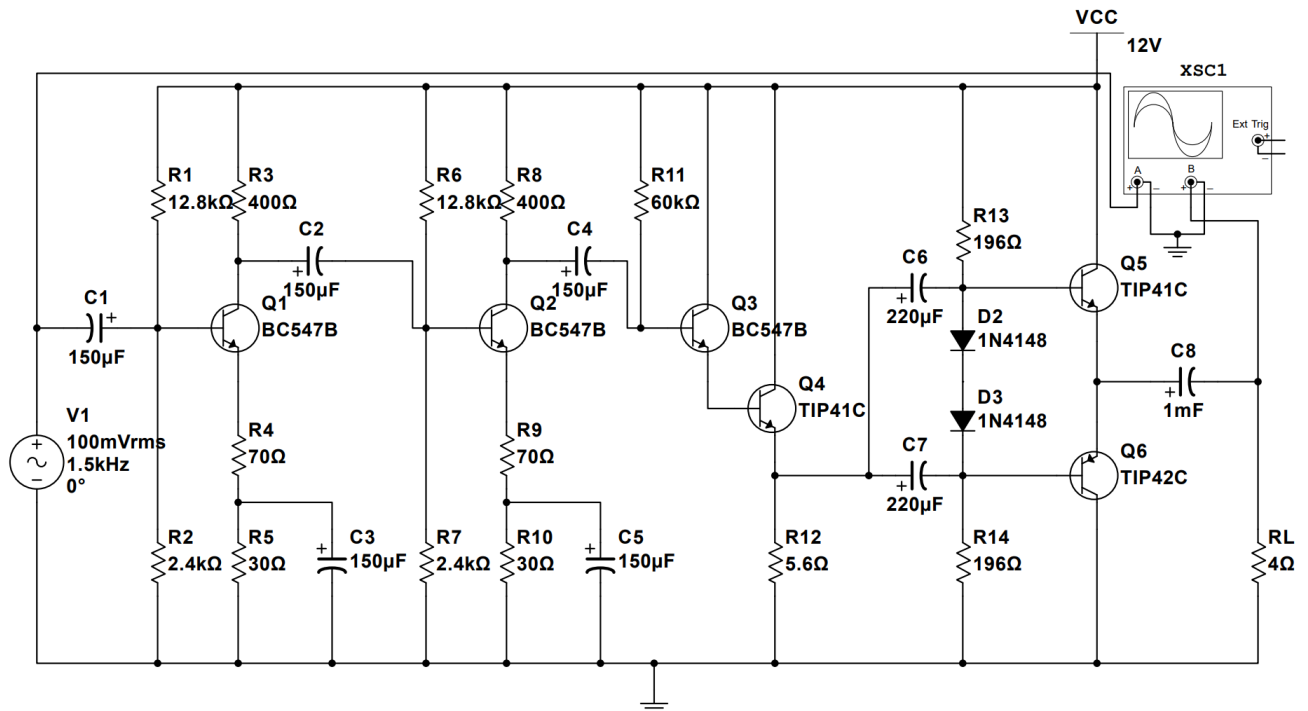 VCC
12V
XSC1
Ext Trig
+
–
A
B
+
–
+
–
R1
12.8kΩ
R3
400Ω
R6
12.8kΩ
R8
400Ω
R11
60kΩ
R13
196Ω
C2
+
150µF
C4
+
150µF
C6
+
220µF
Q5
TIP41C
C1
+
150µF
Q1
BC547B
Q2
BC547B
Q3
BC547B
D2
1N4148
C8
+
1mF
Q4
TIP41C
D3
1N4148
V1
100mVrms
1.5kHz
0°
+
–
R4
70Ω
R9
70Ω
C7
+
220µF
Q6
TIP42C
R2
2.4kΩ
R5
30Ω
C3
+
150µF
R7
2.4kΩ
R10
30Ω
C5
+
150µF
R12
5.6Ω
R14
196Ω
RL
4Ω